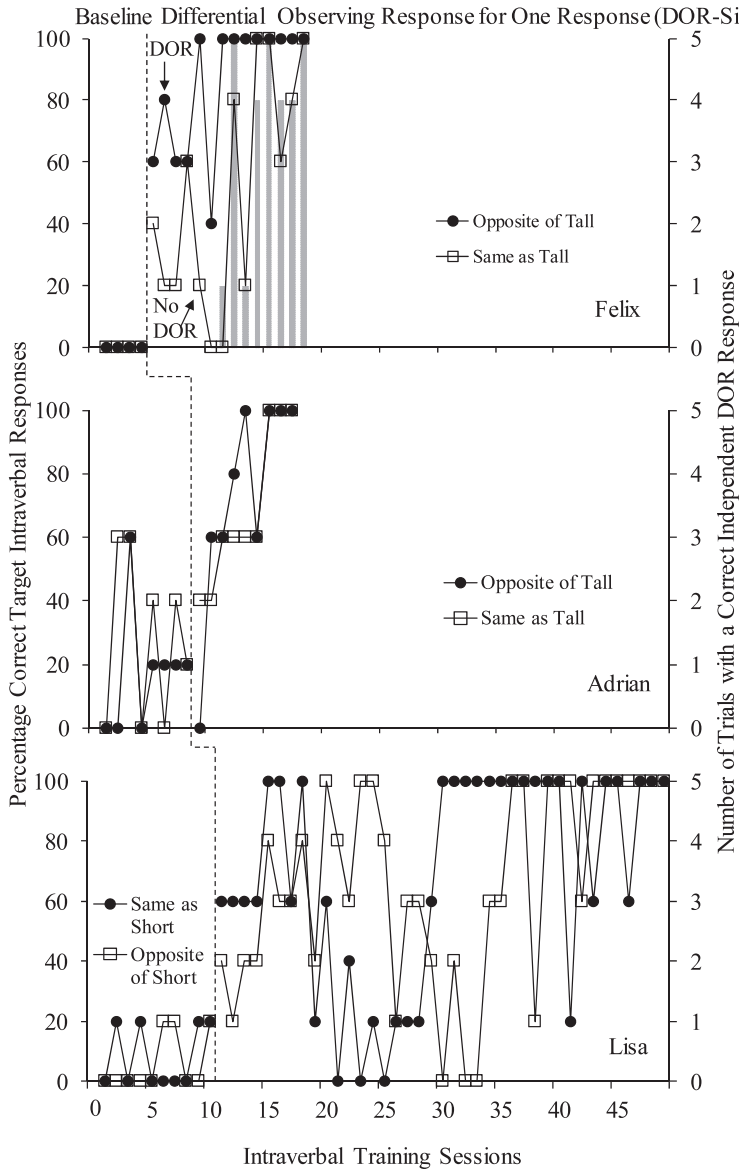 Baseline Differential Observing Response for One Response (DOR-Si
100
80
60
40
20
0
DOR
No
DOR
Opposite of Tall
Same as Tall
Felix
5
4
3
2
1
0
100
80
60
40
20
0
Opposite of Tall
Same as Tall
Adrian
5
4
3
2
1
0
100
80
60
40
20
0
Same as
Short
Opposite
of Short
Lisa
5
4
3
2
1
0
0 5 10 15 20 25 30 35 40 45
Intraverbal Training Sessions
Percentage Correct Target Intraverbal Responses
Number of Trials with a Correct Independent DOR Response